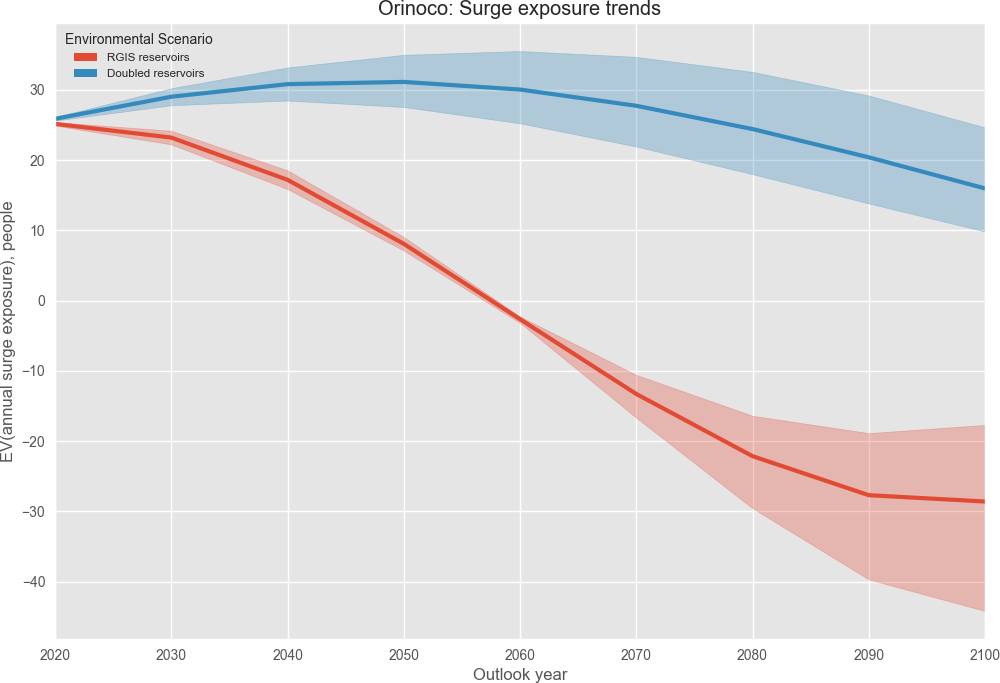 Orinoco: Surge exposure trends
Environmental Scenario
RGIS reservoirs
Doubled reservoirs
EV(annual surge exposure), people
30
20
10
0
−10
−20
−30
−40
2020 2030 2040 2050 2060 2070 2080 2090 2100
Outlook year